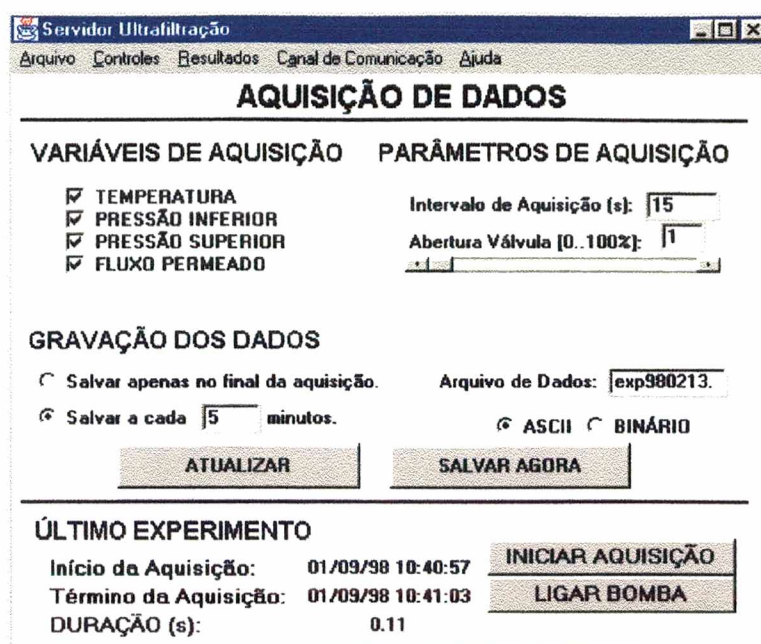 Servidor Ultrafiltração
Arquivo Controles Resultados Canal de Comunicação Ajuda
AQUISIÇÃO DE DADOS
VARIÁVEIS DE AQUISIÇÃO PARÂMETROS DE AQUISIÇÃO
TEMPERATURA
PRESSÃO INFERIOR
PRESSÃO SUPERIOR
FLUXO PERMEADO
Intervalo de Aquisição (s): 15
Abertura Válvula [0..100%]: 1
GRAVAÇÃO DOS DADOS
Salvar apenas no final da aquisição.
Salvar a cada 5 minutos.
Arquivo de Dados: exp980213.
ASCII BINÁRIO
ATUALIZAR SALVAR AGORA
ÚLTIMO EXPERIMENTO
Início da Aquisição: 01/09/98 10:40:57
Término da Aquisição: 01/09/98 10:41:03
DURAÇÃO (s): 0.11
INICIAR AQUISIÇÃO
LIGAR BOMBA